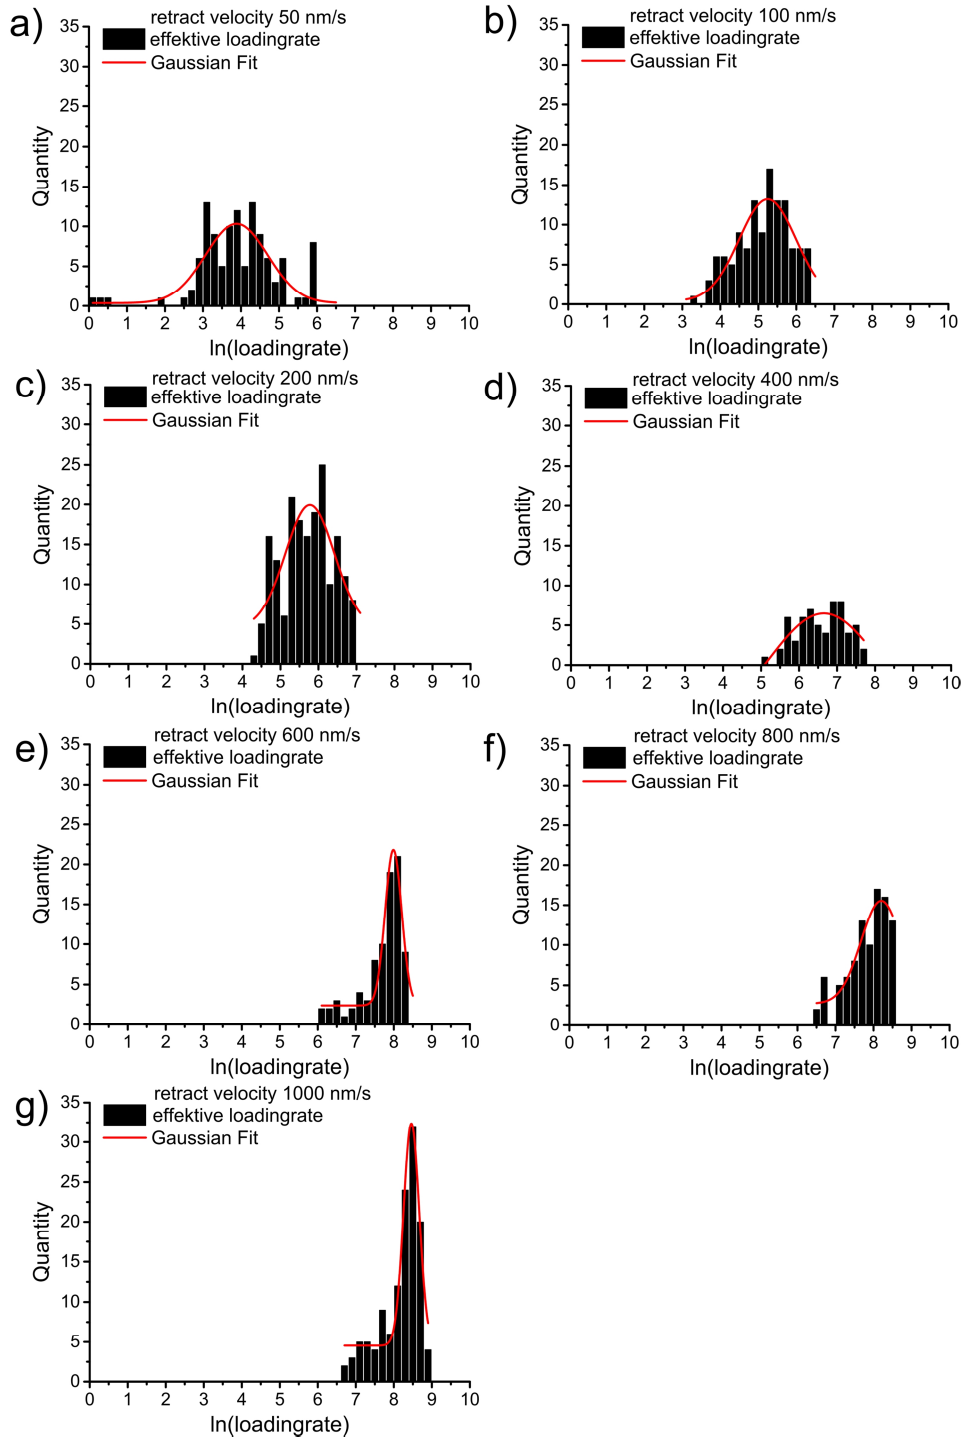 a)
retract velocity 50 nm/s
effektive loadingrate
Gaussian Fit
35
30
25
20
15
10
5
0
Quantity
0 1 2 3 4 5 6 7 8 9 10
ln(loadingrate)
b)
retract velocity 100 nm/s
effektive loadingrate
Gaussian Fit
35
30
25
20
15
10
5
0
Quantity
0 1 2 3 4 5 6 7 8 9 10
ln(loadingrate)
c)
retract velocity 200 nm/s
effektive loadingrate
Gaussian Fit
35
30
25
20
15
10
5
0
Quantity
0 1 2 3 4 5 6 7 8 9 10
ln(loadingrate)
d)
retract velocity 400 nm/s
effektive loadingrate
Gaussian Fit
35
30
25
20
15
10
5
0
Quantity
0 1 2 3 4 5 6 7 8 9 10
ln(loadingrate)
e)
retract velocity 600 nm/s
effektive loadingrate
Gaussian Fit
35
30
25
20
15
10
5
0
Quantity
0 1 2 3 4 5 6 7 8 9 10
ln(loadingrate)
f)
retract velocity 800 nm/s
effektive loadingrate
Gaussian Fit
35
30
25
20
15
10
5
0
Quantity
0 1 2 3 4 5 6 7 8 9 10
ln(loadingrate)
g)
retract velocity 1000 nm/s
effektive loadingrate
Gaussian Fit
35
30
25
20
15
10
5
0
Quantity
0 1 2 3 4 5 6 7 8 9 10
ln(loadingrate)